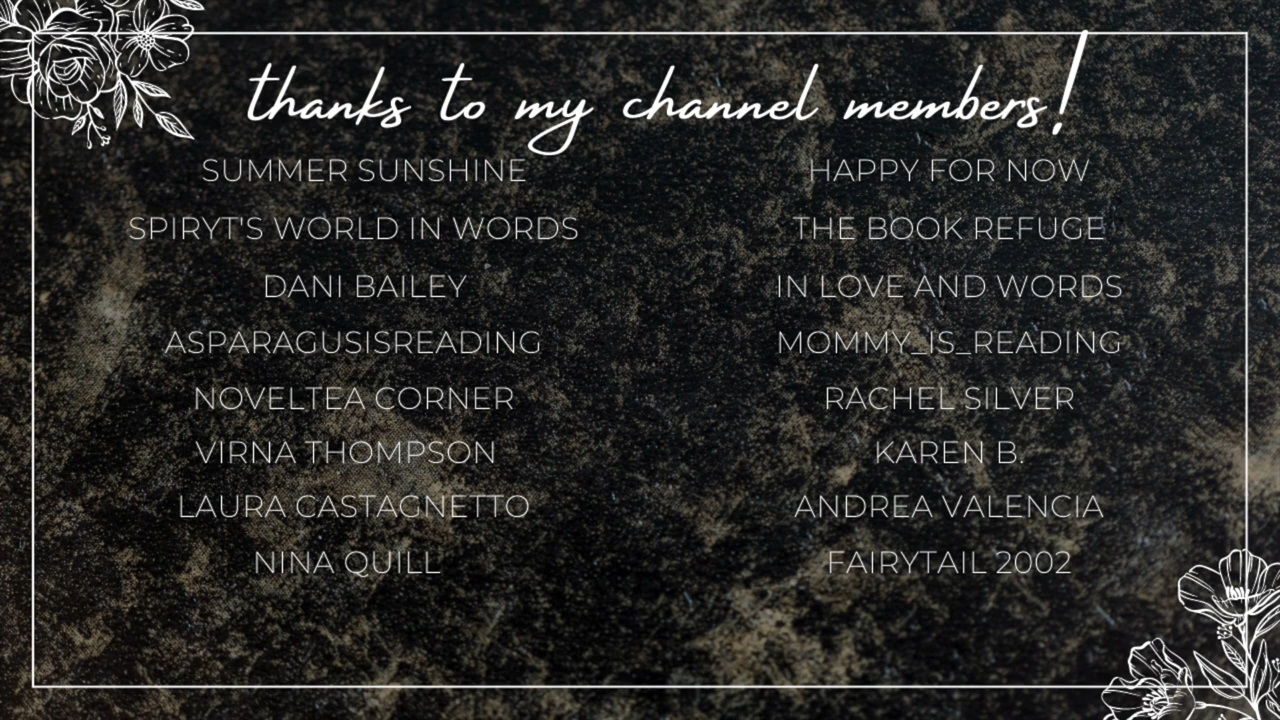 thanks to my channel members!
SUMMER SUNSHINE
SPIRYT'S WORLD IN WORDS
DANI BAILEY
ASPARAGUSISREADING
NOVELTEA CORNER
VIRNA THOMPSON
LAURA CASTAGNETTO
NINA QUILL
HAPPY FOR NOW
THE BOOK REFUGE
IN LOVE AND WORDS
MOMMY_IS_READING
RACHEL SILVER
KAREN B.
ANDREA VALENCIA
FAIRYTAIL 2002